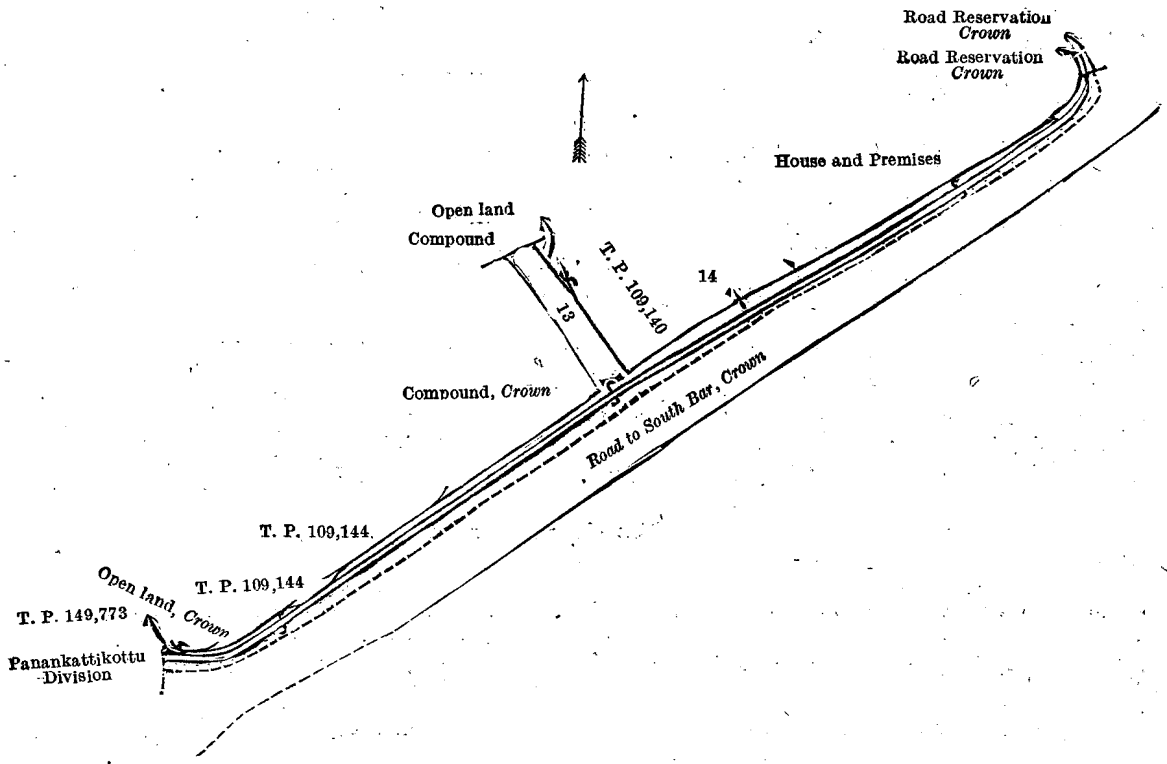 Road Reservation
Crown
Road Reservation
Crown
House and Premises
Open land
Compound
T. P. 109,140
14
13
Compound, Crown
Road to South Bar, Crown
T. P. 109,144
T. P. 109,144
Open land, Crown
T. P. 149,773
Panankattikottu
Division